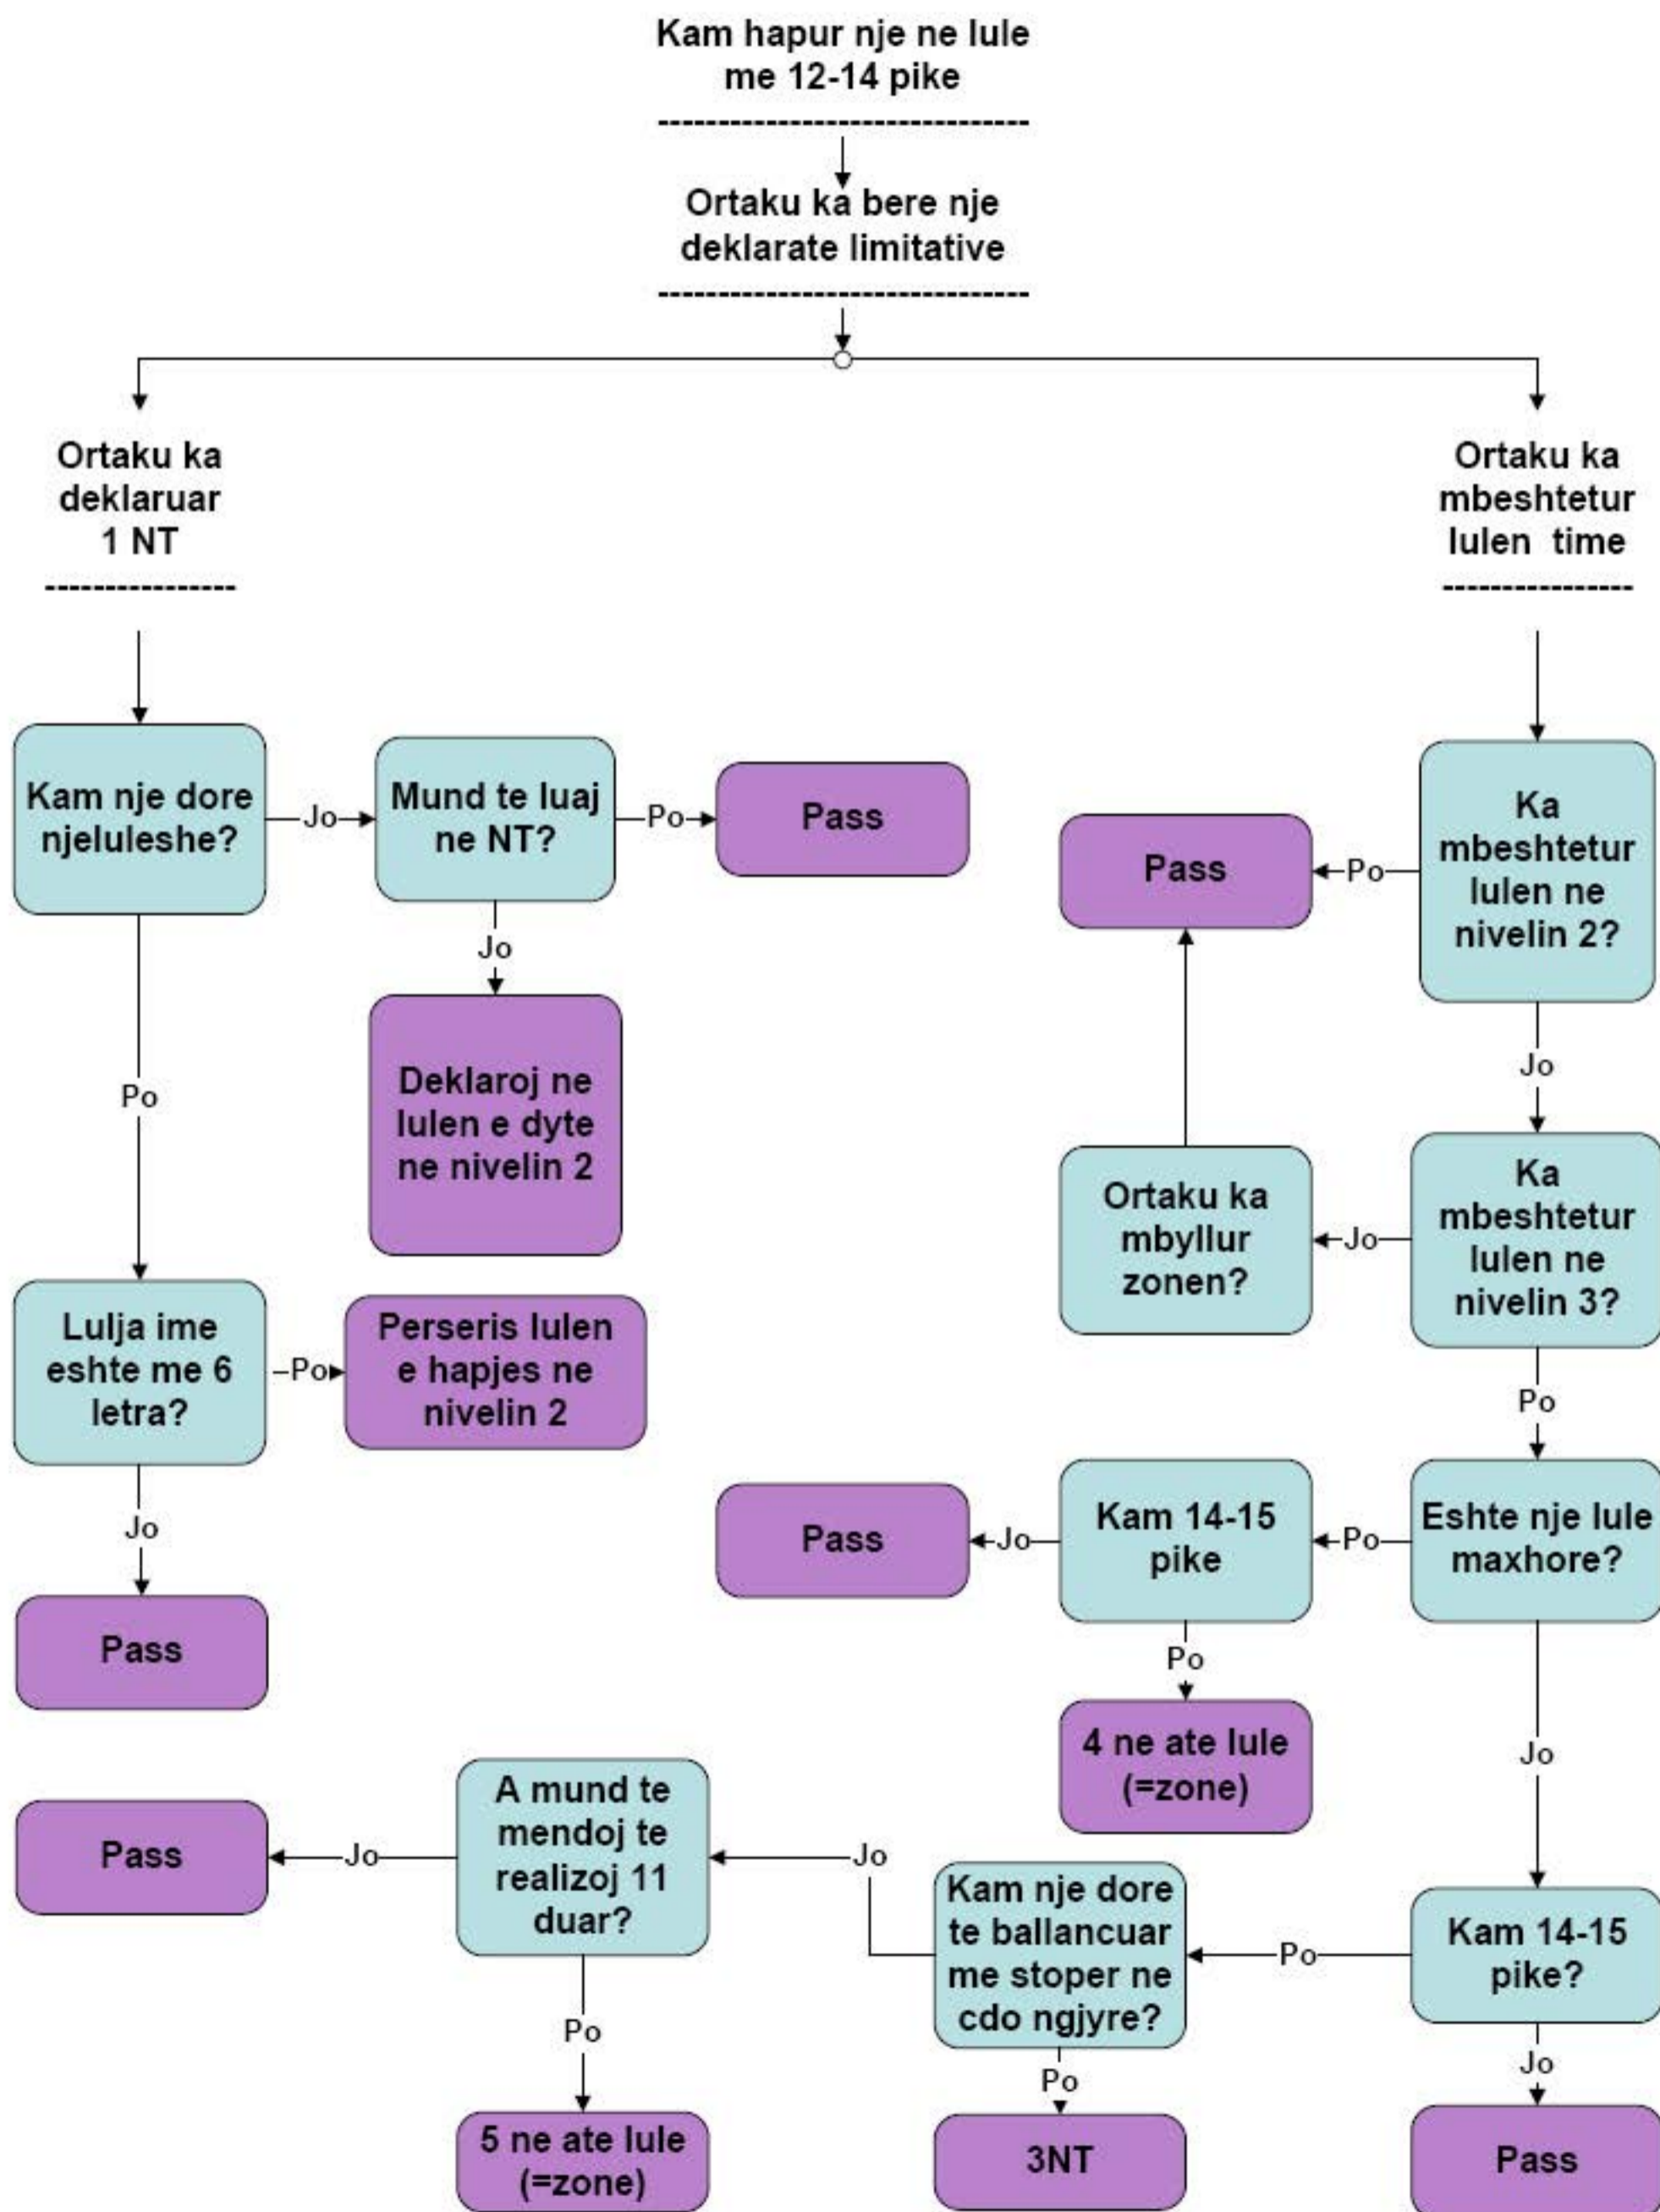 Kam hapur nje ne lule
me 12-14 pike
------------------------------
Ortaku ka bere nje
deklarate limitative
------------------------------
Ortaku ka
deklaruar
1 NT
----------------
Ortaku ka
mbeshtetur
lulen time
----------------
Kam nje dore
njeluleshe?
Jo
Mund te luaj
ne NT?
Po
Pass
Jo
Deklaroj ne
lulen e dyte
ne nivelin 2
Po
Lulja ime
eshte me 6
letra?
Po
Perseris lulen
e hapjes ne
nivelin 2
Jo
Pass
Ka
mbeshtetur
lulen ne
nivelin 2?
Po
Pass
Jo
Ka
mbeshtetur
lulen ne
nivelin 3?
Jo
Ortaku ka
mbyllur
zonen?
Po
Eshte nje lule
maxhore?
Po
Kam 14-15
pike
Jo
Pass
Po
4 ne ate lule
(=zone)
Jo
Kam 14-15
pike?
Po
Kam nje dore
te ballancuar
me stoper ne
cdo ngjyre?
Jo
A mund te
mendoj te
realizoj 11
duar?
Jo
Pass
Po
5 ne ate lule
(=zone)
Po
3NT
Jo
Pass